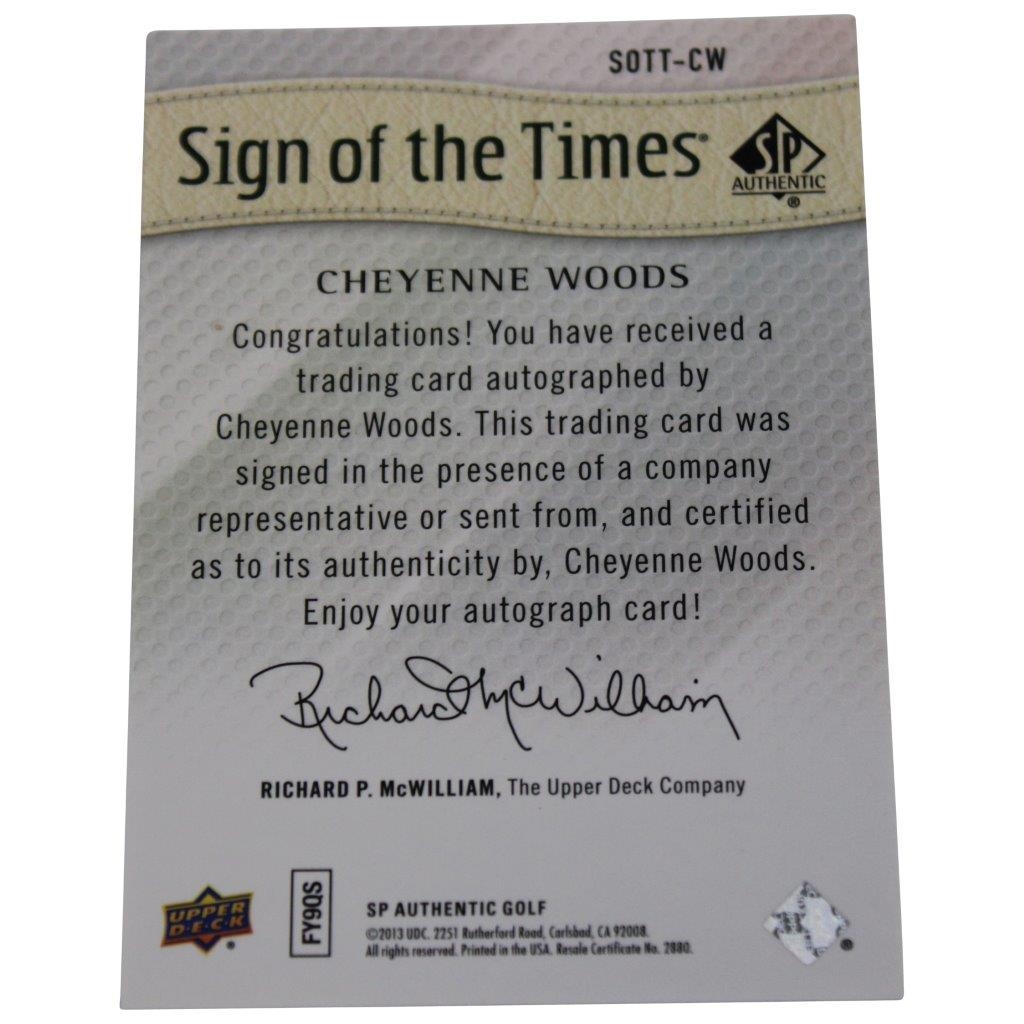 SOTT-CW
Sign of the Times®
SP
AUTHENTIC
®
CHEYENNE WOODS
Congratulations! You have received a
trading card autographed by
Cheyenne Woods. This trading card was
signed in the presence of a company
representative or sent from, and certified
as to its authenticity by, Cheyenne Woods.
Enjoy your autograph card!
Richard McWilliam
RICHARD P. McWILLIAM, The Upper Deck Company
UPPER
DECK
®
FY9QS
SP AUTHENTIC GOLF
©2013 UDC. 2251 Rutherford Road, Carlsbad, CA 92008.
All rights reserved. Printed in the USA. Resale Certificate No. 2880.
®